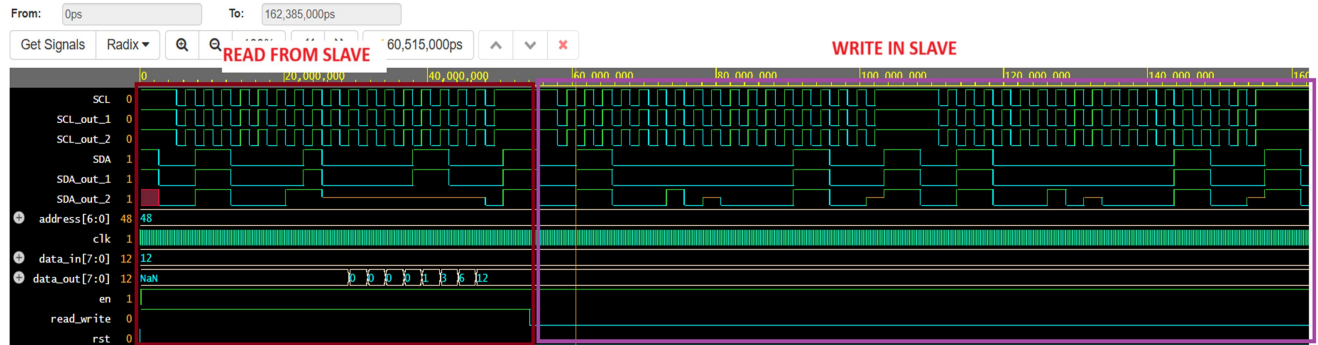 From: 0ps To: 162,385,000ps
Get Signals Radix 60,515,000ps
READ FROM SLAVE
WRITE IN SLAVE
0 20,000,000 40,000,000 60,000,000 80,000,000 100,000,000 120,000,000 140,000,000 160
SCL 0
SCL_out_1 0
SCL_out_2 0
SDA 1
SDA_out_1 1
SDA_out_2 1
address[6:0] 48 48
clk 1
data_in[7:0] 12 12
data_out[7:0] 12 NaN 0 0 0 0 1 3 6 12
en 1
read_write 0
rst 0